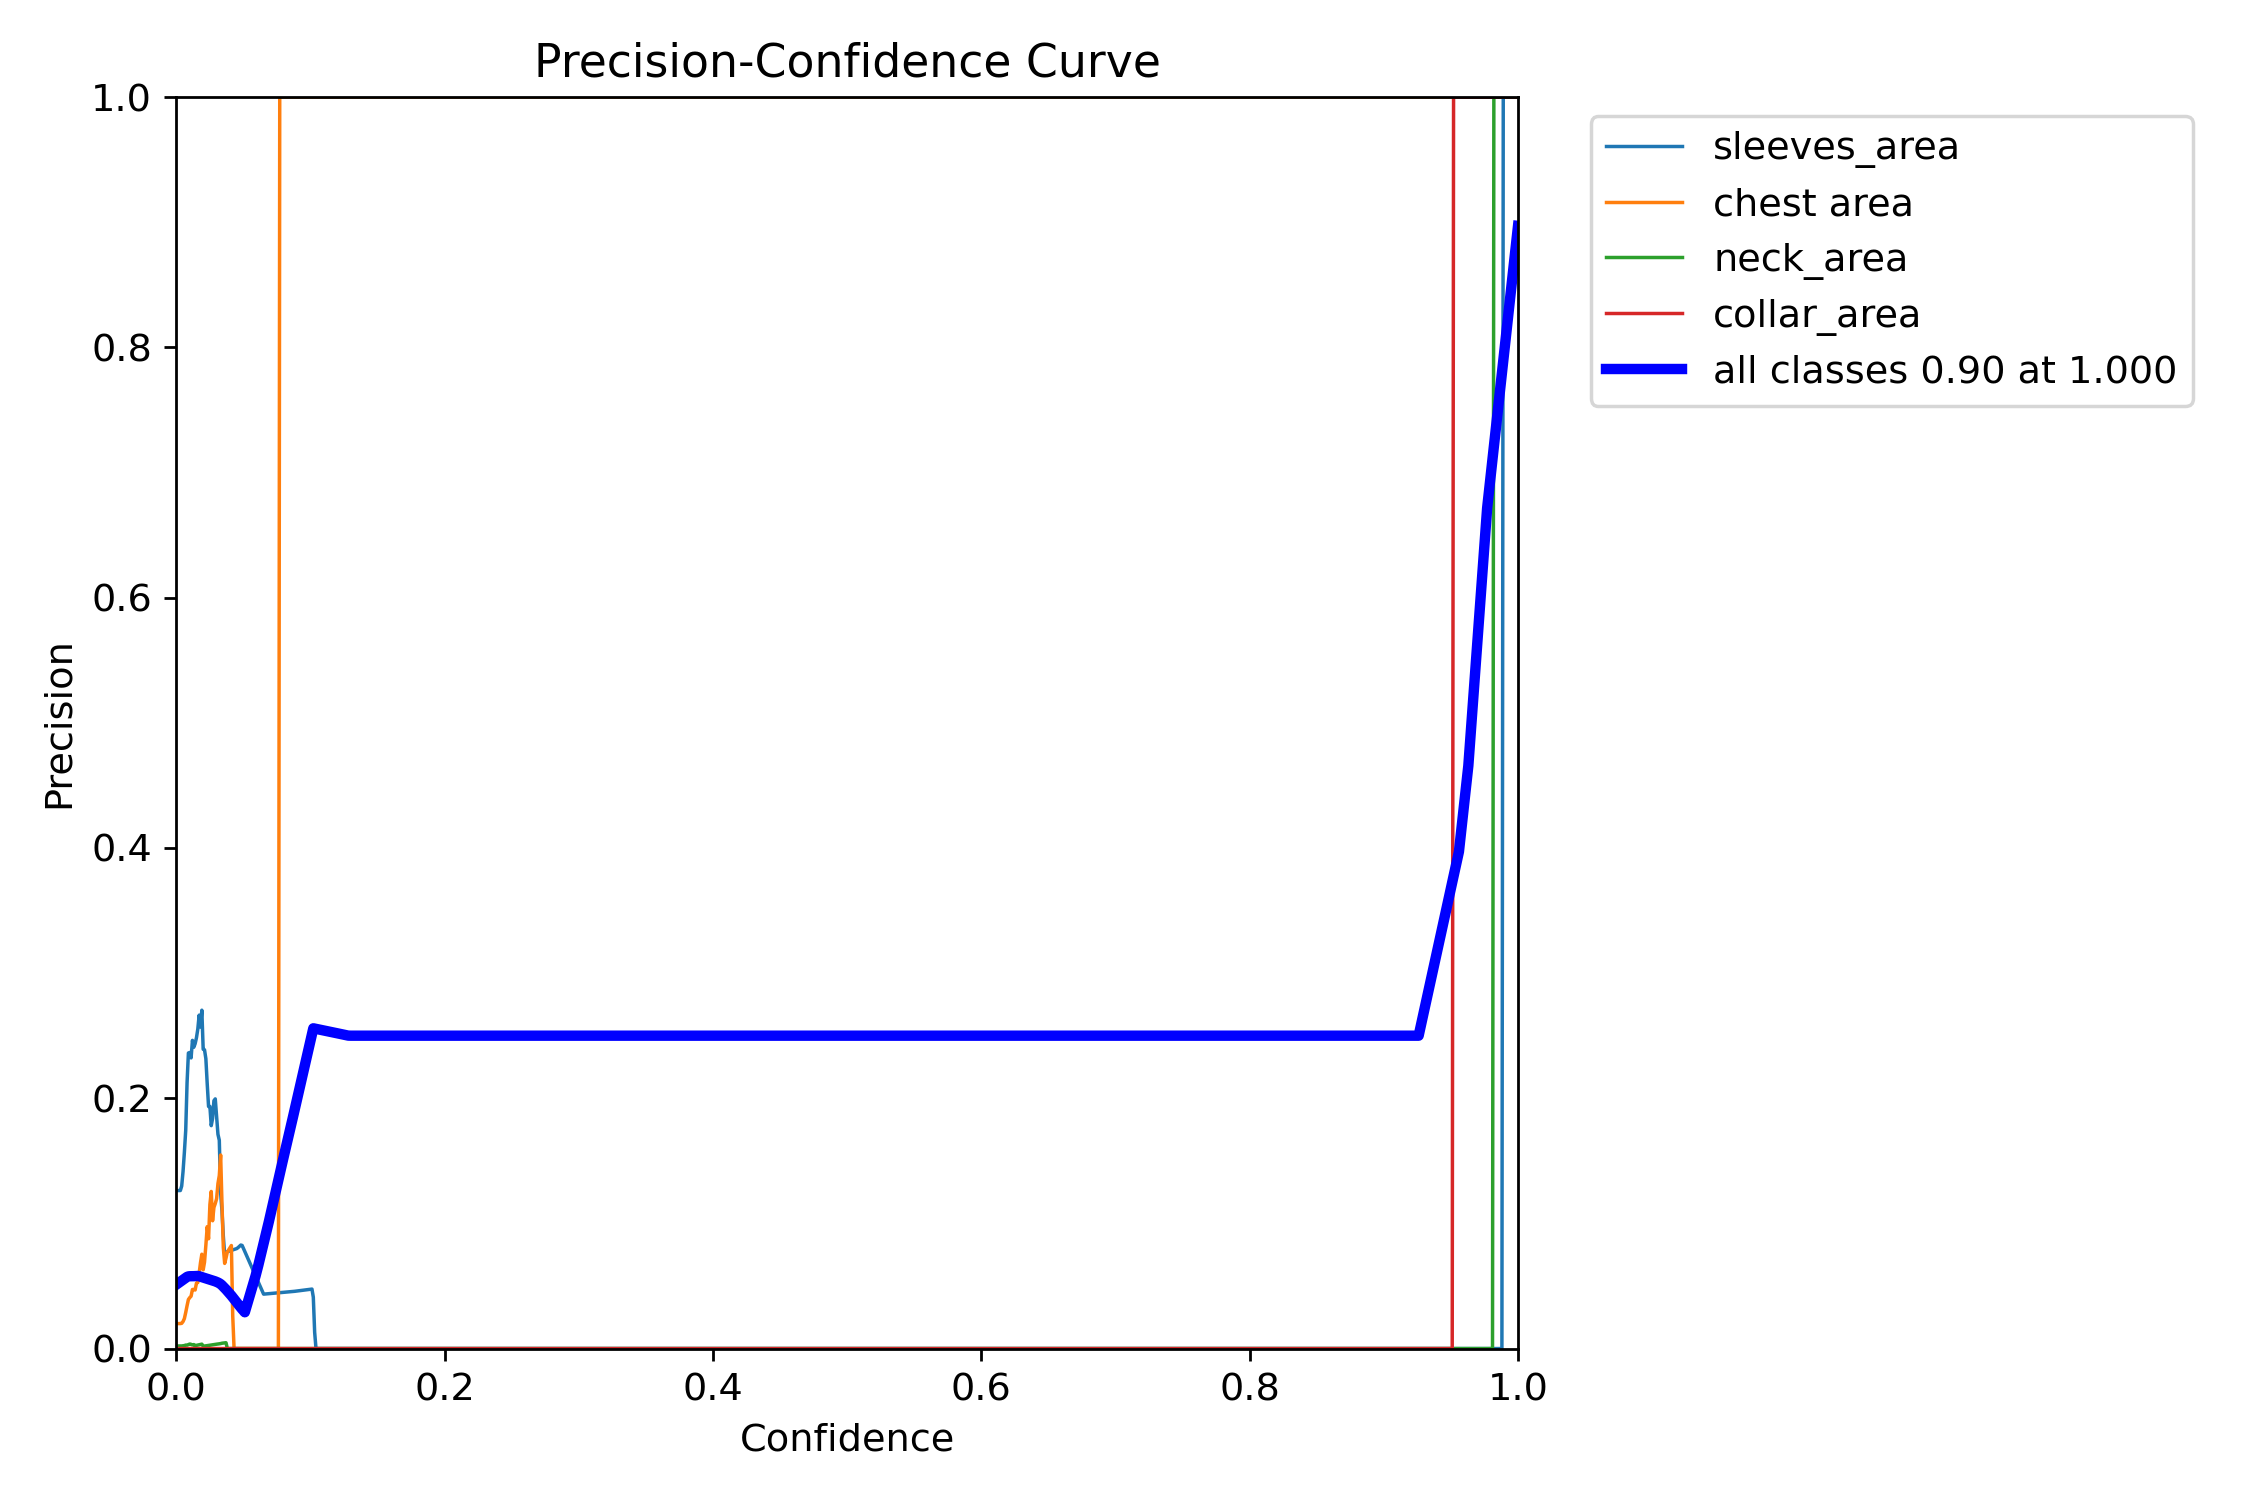 Precision-Confidence Curve
1.0
0.8
0.6
0.4
0.2
0.0
Precision
0.0 0.2 0.4 0.6 0.8 1.0
Confidence
sleeves_area
chest area
neck_area
collar_area
all classes 0.90 at 1.000